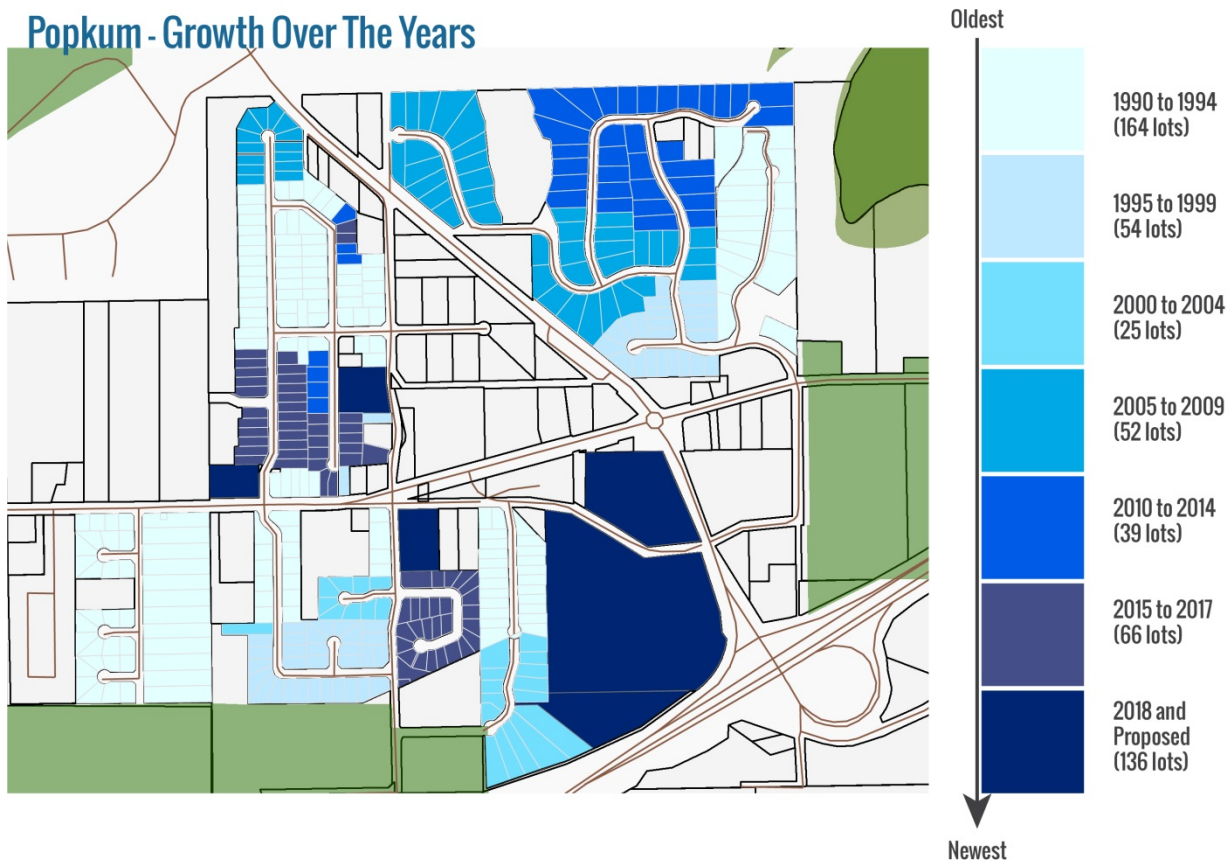 Popkum - Growth Over The Years
Oldest
1990 to 1994
(164 lots)
1995 to 1999
(54 lots)
2000 to 2004
(25 lots)
2005 to 2009
(52 lots)
2010 to 2014
(39 lots)
2015 to 2017
(66 lots)
2018 and
Proposed
(136 lots)
Newest